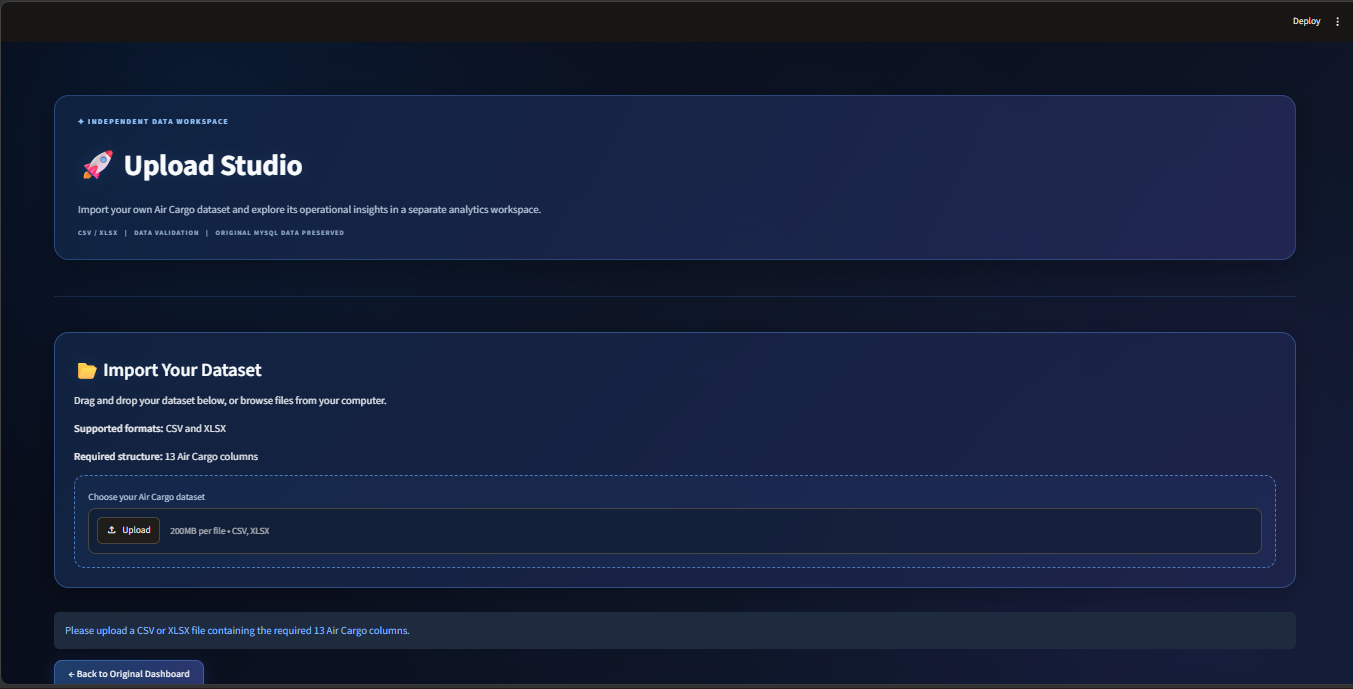 Deploy
✦ INDEPENDENT DATA WORKSPACE
🚀 Upload Studio
Import your own Air Cargo dataset and explore its operational insights in a separate analytics workspace.
CSV / XLSX | DATA VALIDATION | ORIGINAL MYSQL DATA PRESERVED
📂 Import Your Dataset
Drag and drop your dataset below, or browse files from your computer.
Supported formats: CSV and XLSX
Required structure: 13 Air Cargo columns
Choose your Air Cargo dataset
Upload 200MB per file • CSV, XLSX
Please upload a CSV or XLSX file containing the required 13 Air Cargo columns.
← Back to Original Dashboard